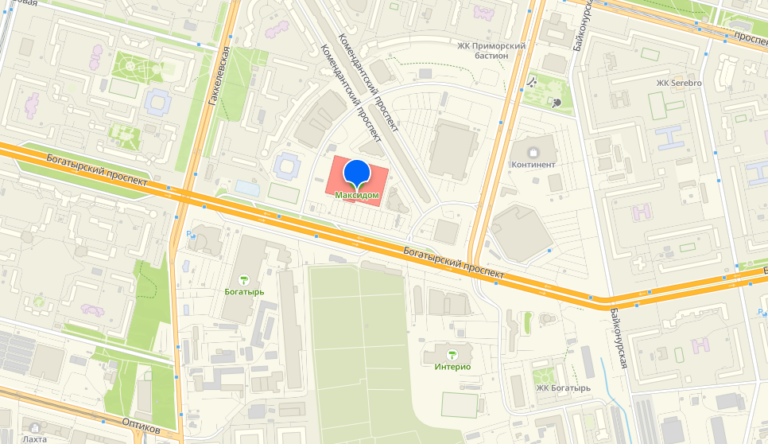 овая
Гаккелевская
Комендантский проспект
Комендантский проспект
ЖК Приморский
бастион
Байконурская
проспек
ЖК Serebro
Континент
Богатырский проспект
Максидом
Богатырский проспект
Б
Богатырь
Байконурская
Интерио
ЖК Богатырь
Оптиков
Лахта